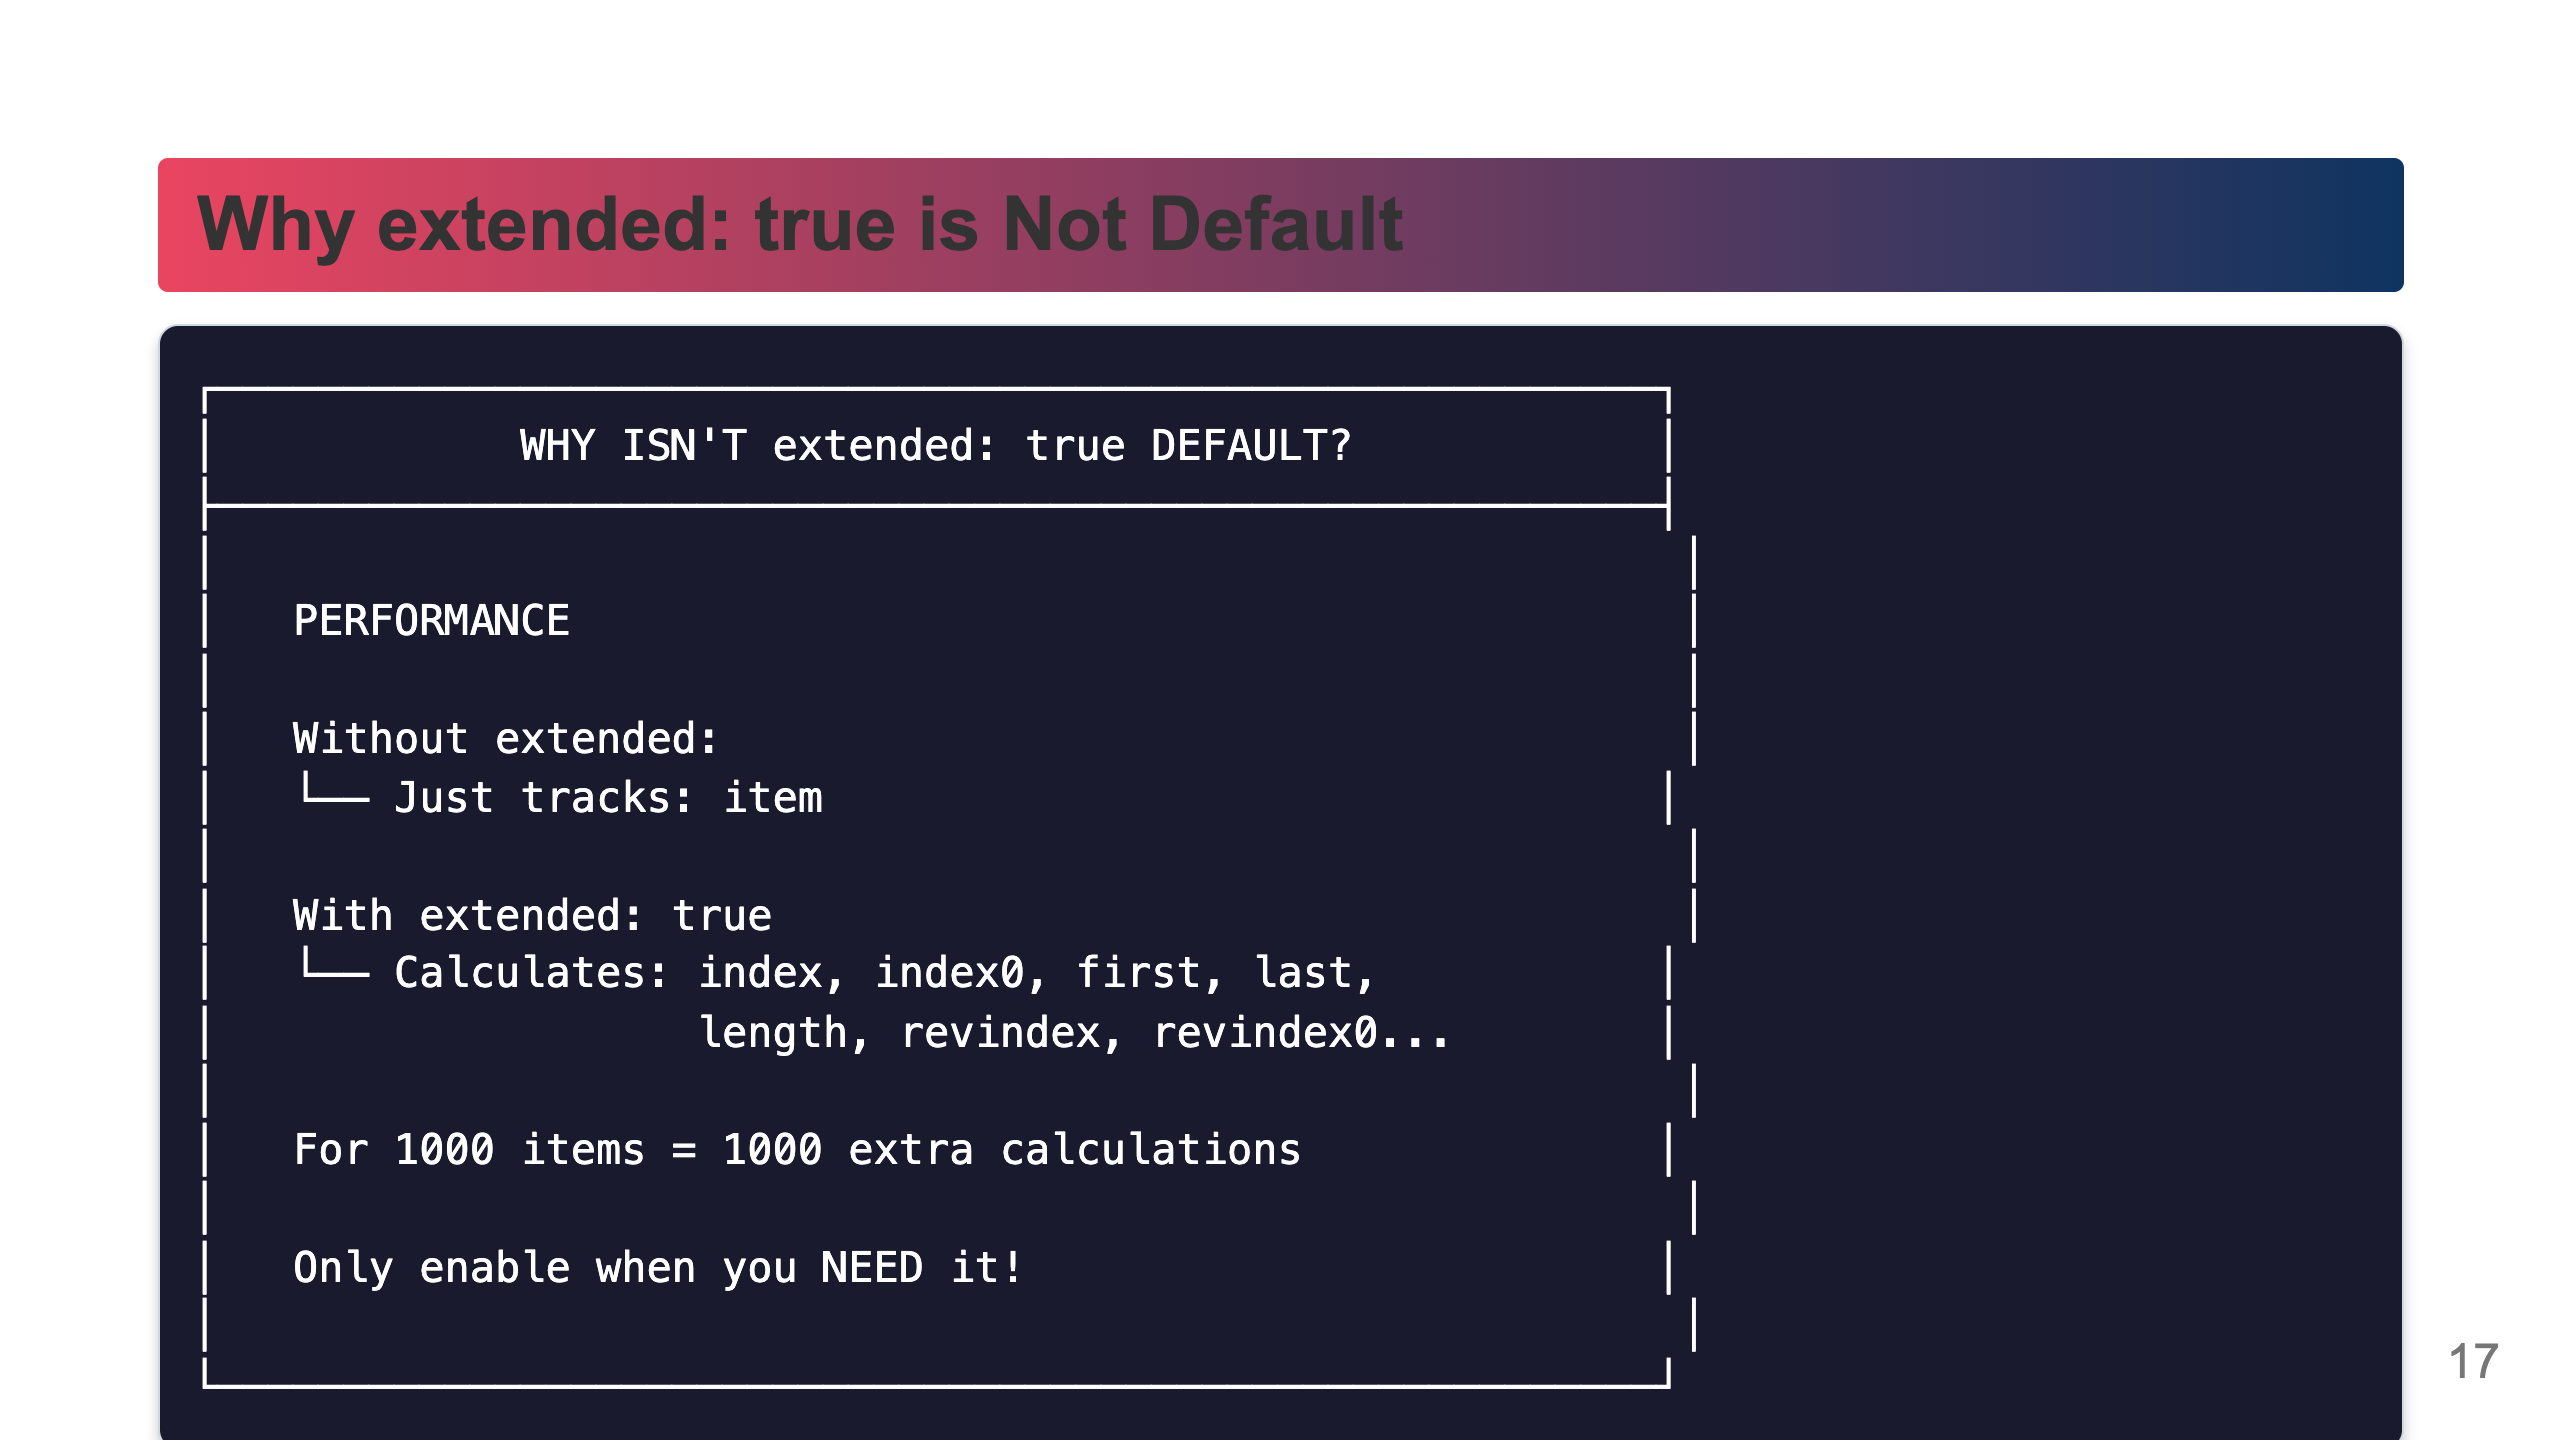 Why extended: true is Not Default
WHY ISN'T extended: true DEFAULT?
PERFORMANCE
Without extended:
└── Just tracks: item
With extended: true
└── Calculates: index, index0, first, last,
length, revindex, revindex0...
For 1000 items = 1000 extra calculations
Only enable when you NEED it!
17